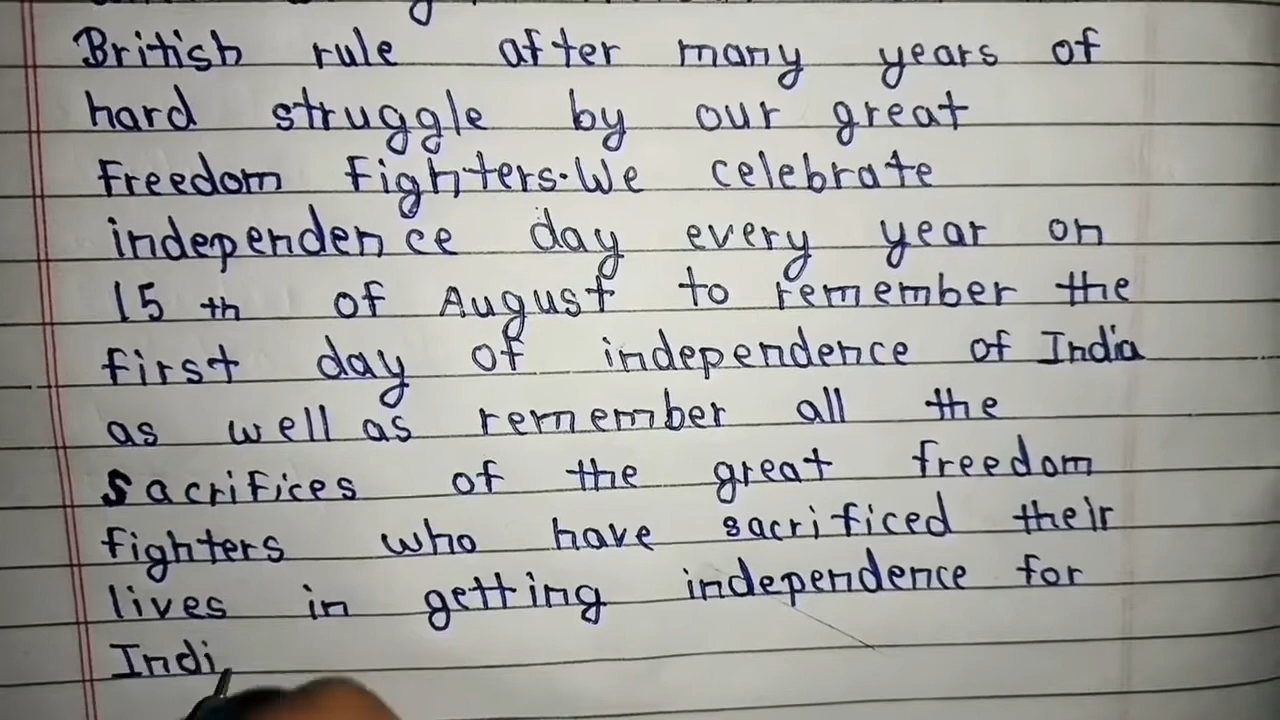 British rule after many years of
hard struggle by our great
Freedom Fighters. We celebrate
independence day every year on
15 th of August to remember the
first day of independence of India
as well as remember all the
sacrifices of the great freedom
fighters who have sacrificed their
lives in getting independence for
Indi